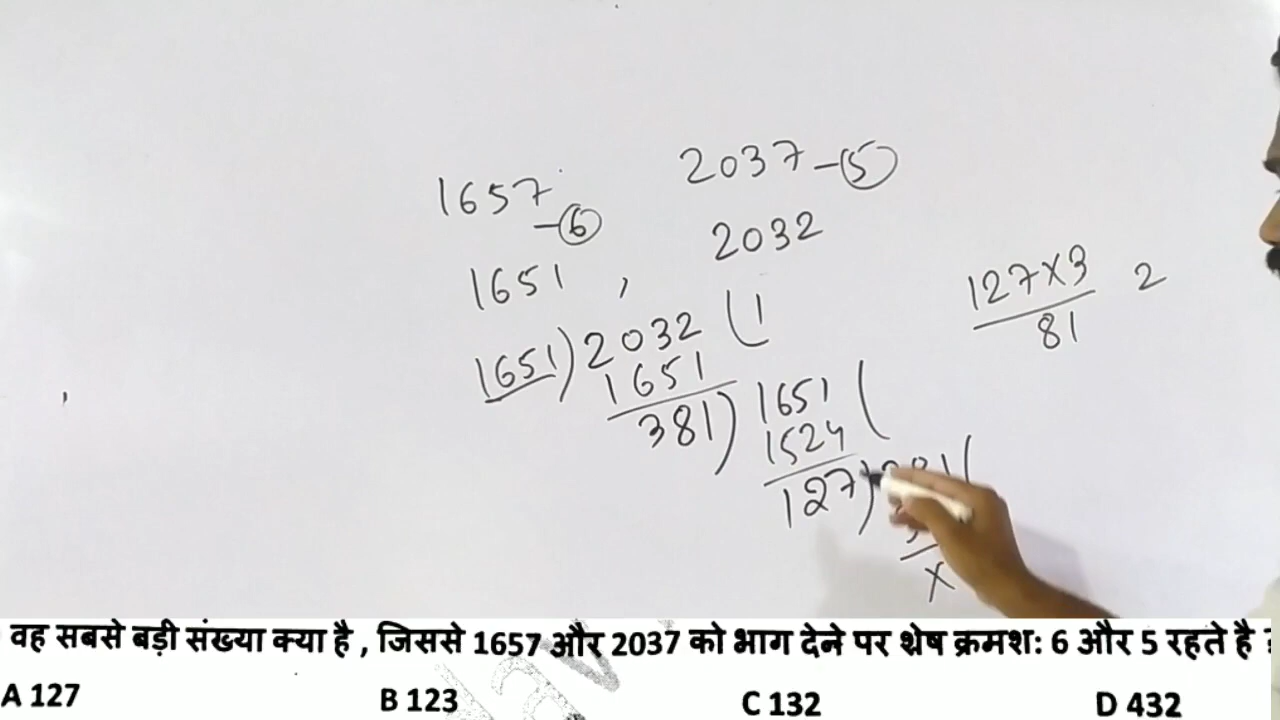 1657 2037 -5
-6
2032
1651 ,
127×3 2
81
1651)2032(1
1651
381)1651(
1524
127)
x
वह सबसे बड़ी संख्या क्या है , जिससे 1657 और 2037 को भाग देने पर शेष क्रमश: 6 और 5 रहते है
A 127 B 123 C 132 D 432